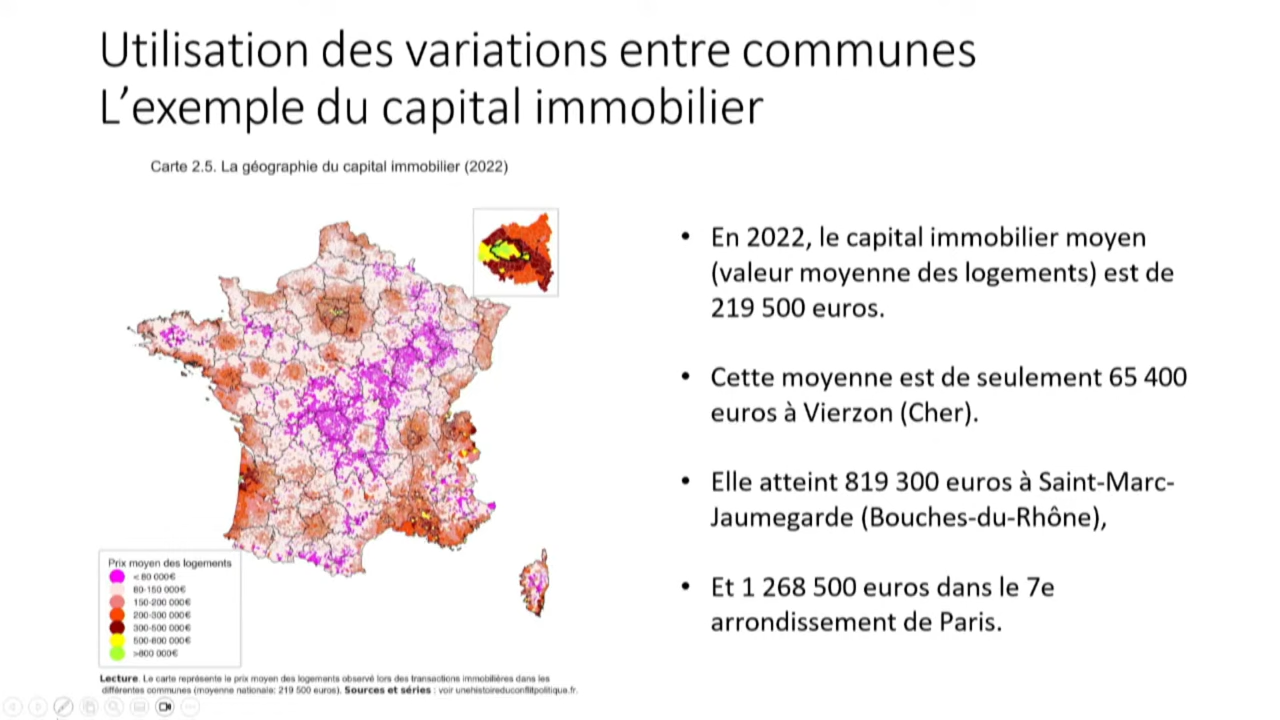 Utilisation des variations entre communes
L’exemple du capital immobilier
Carte 2.5. La géographie du capital immobilier (2022)
• En 2022, le capital immobilier moyen
(valeur moyenne des logements) est de
219 500 euros.
• Cette moyenne est de seulement 65 400
euros à Vierzon (Cher).
• Elle atteint 819 300 euros à Saint-Marc-
Jaumegarde (Bouches-du-Rhône),
• Et 1 268 500 euros dans le 7e
arrondissement de Paris.
Prix moyen des logements
<80 000€
80-150 000€
150-200 000€
200-300 000€
300-500 000€
500-800 000€
>800 000€
Lecture. Le carte représente le prix moyen des logements observé lors des transactions immobilières dans les
différentes communes (moyenne nationale: 219 500 euros). Sources et séries : voir unehistoireduconflitpolitique.fr.